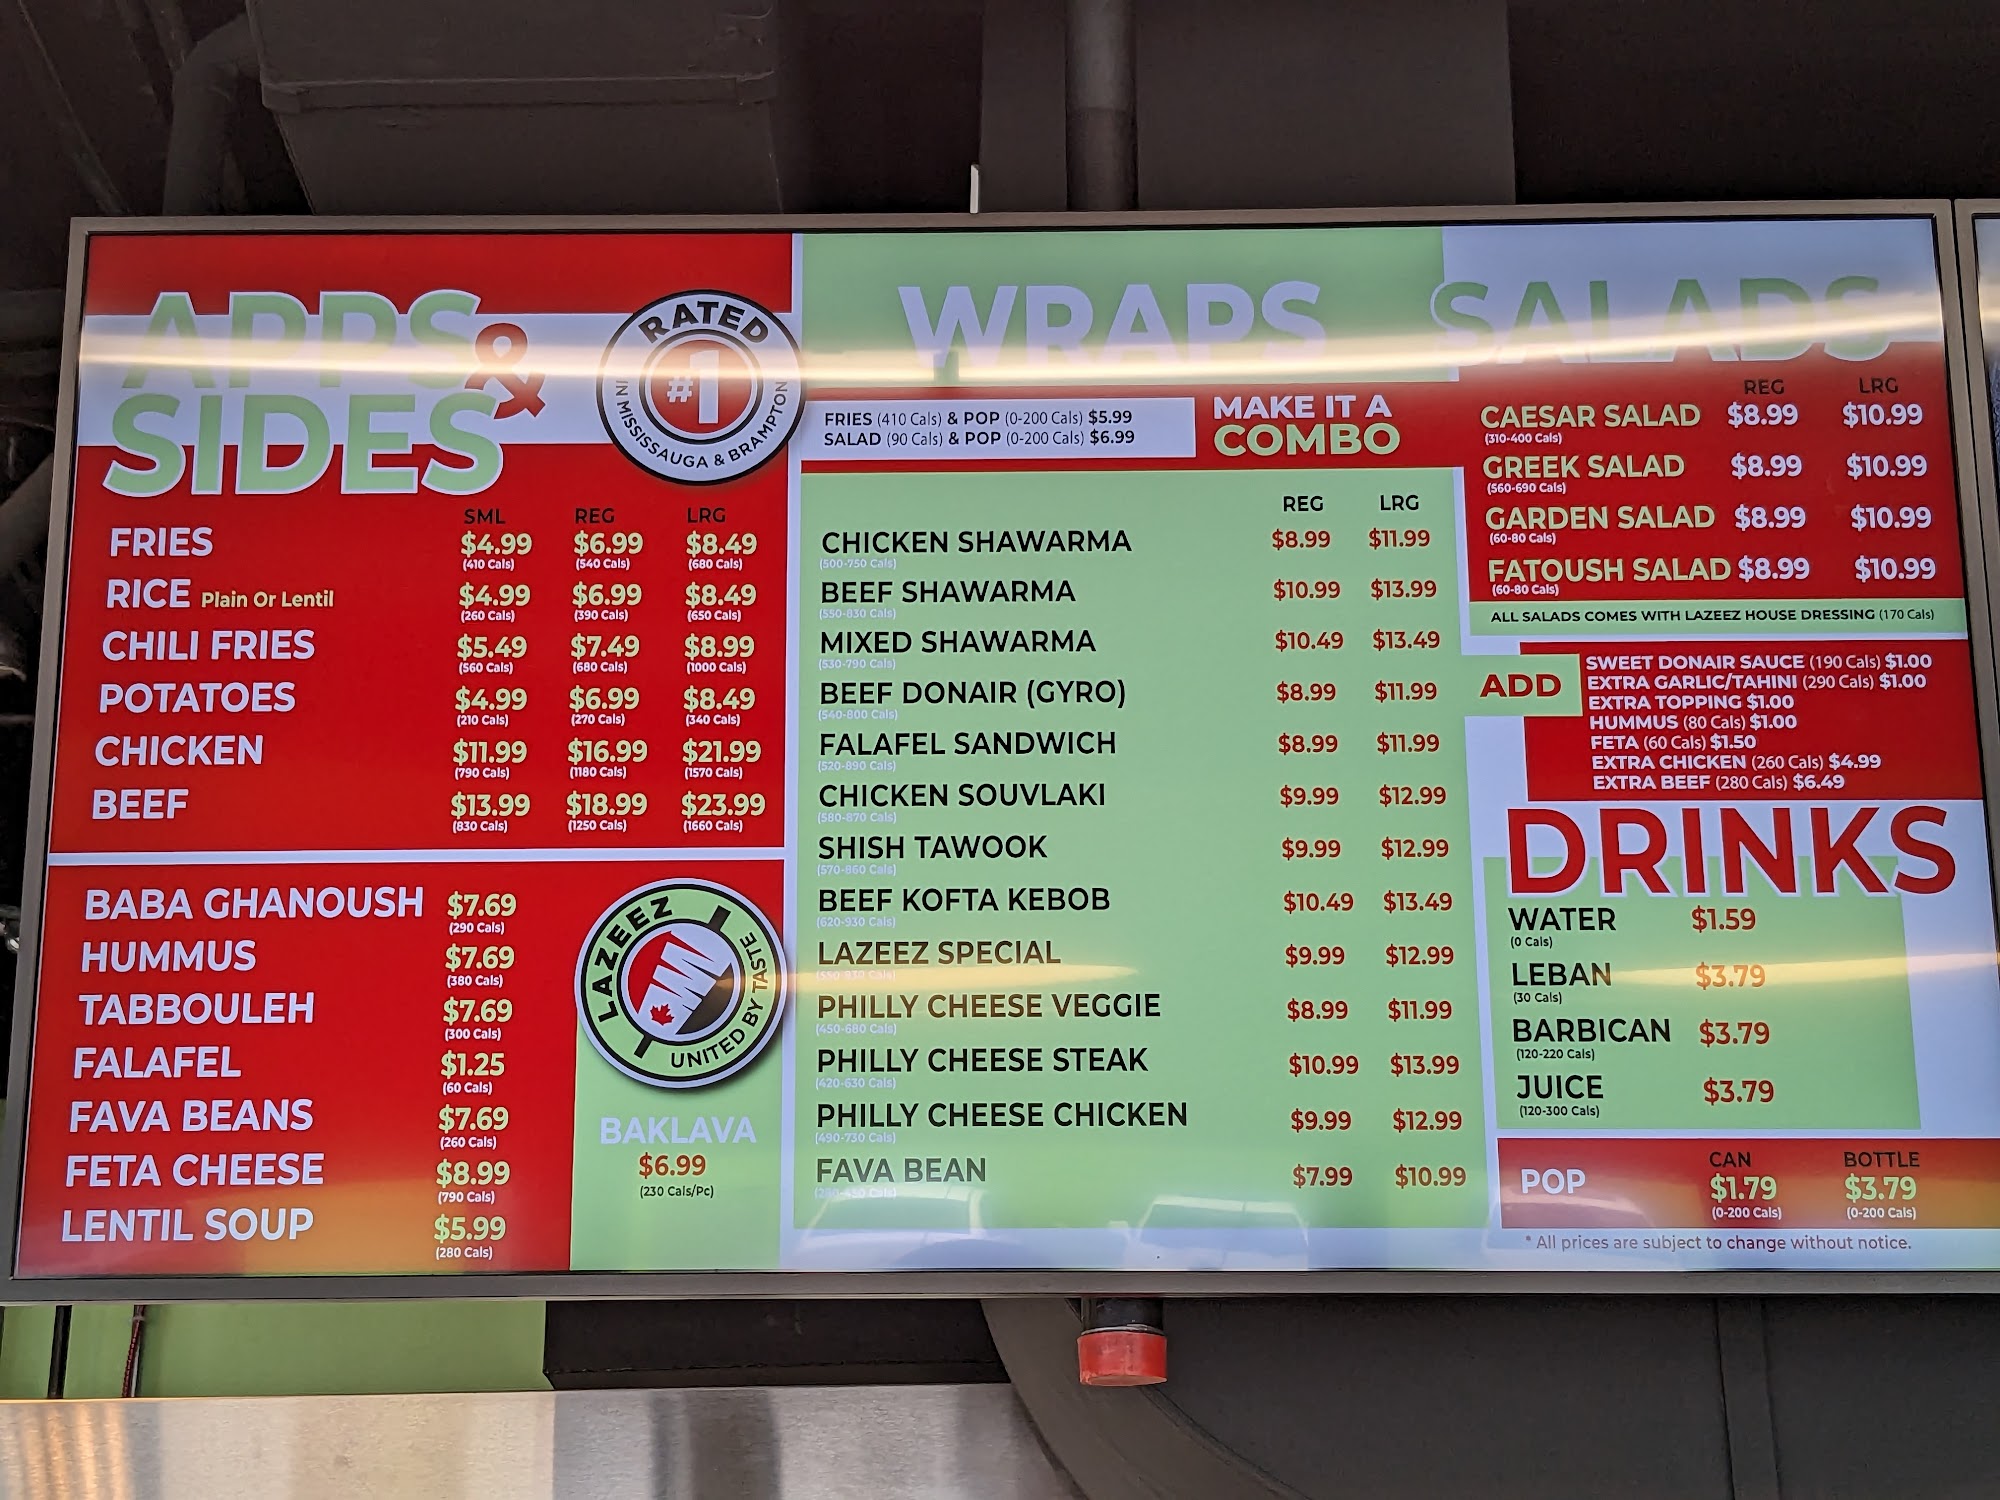 APPS &
SIDES
RATED
#1
IN MISSISSAUGA & BRAMPTON
SML REG LRG
FRIES $4.99 $6.99 $8.49
(410 Cals) (540 Cals) (680 Cals)
RICE Plain Or Lentil $4.99 $6.99 $8.49
(260 Cals) (390 Cals) (650 Cals)
CHILI FRIES $5.49 $7.49 $8.99
(560 Cals) (680 Cals) (1000 Cals)
POTATOES $4.99 $6.99 $8.49
(210 Cals) (270 Cals) (340 Cals)
CHICKEN $11.99 $16.99 $21.99
(790 Cals) (1180 Cals) (1570 Cals)
BEEF $13.99 $18.99 $23.99
(830 Cals) (1250 Cals) (1660 Cals)
BABA GHANOUSH $7.69
(290 Cals)
HUMMUS $7.69
(380 Cals)
TABBOULEH $7.69
(300 Cals)
FALAFEL $1.25
(60 Cals)
FAVA BEANS $7.69
(260 Cals)
FETA CHEESE $8.99
(790 Cals)
LENTIL SOUP $5.99
(280 Cals)
LAZEEZ
UNITED BY TASTE
BAKLAVA
$6.99
(230 Cals/Pc)
WRAPS
FRIES (410 Cals) & POP (0-200 Cals) $5.99
SALAD (90 Cals) & POP (0-200 Cals) $6.99
MAKE IT A
COMBO
REG LRG
CHICKEN SHAWARMA $8.99 $11.99
(500-750 Cals)
BEEF SHAWARMA $10.99 $13.99
(550-830 Cals)
MIXED SHAWARMA $10.49 $13.49
(530-790 Cals)
BEEF DONAIR (GYRO) $8.99 $11.99
(540-800 Cals)
FALAFEL SANDWICH $8.99 $11.99
(520-890 Cals)
CHICKEN SOUVLAKI $9.99 $12.99
(580-870 Cals)
SHISH TAWOOK $9.99 $12.99
(570-860 Cals)
BEEF KOFTA KEBOB $10.49 $13.49
(620-930 Cals)
LAZEEZ SPECIAL $9.99 $12.99
(550-830 Cals)
PHILLY CHEESE VEGGIE $8.99 $11.99
(450-680 Cals)
PHILLY CHEESE STEAK $10.99 $13.99
(420-630 Cals)
PHILLY CHEESE CHICKEN $9.99 $12.99
(490-730 Cals)
FAVA BEAN $7.99 $10.99
SALADS
REG LRG
CAESAR SALAD $8.99 $10.99
(310-400 Cals)
GREEK SALAD $8.99 $10.99
(560-690 Cals)
GARDEN SALAD $8.99 $10.99
(60-80 Cals)
FATOUSH SALAD $8.99 $10.99
(60-80 Cals)
ALL SALADS COMES WITH LAZEEZ HOUSE DRESSING (170 Cals)
ADD
SWEET DONAIR SAUCE (190 Cals) $1.00
EXTRA GARLIC/TAHINI (290 Cals) $1.00
EXTRA TOPPING $1.00
HUMMUS (80 Cals) $1.00
FETA (60 Cals) $1.50
EXTRA CHICKEN (260 Cals) $4.99
EXTRA BEEF (280 Cals) $6.49
DRINKS
WATER $1.59
(0 Cals)
LEBAN $3.79
(30 Cals)
BARBICAN $3.79
(120-220 Cals)
JUICE $3.79
(120-300 Cals)
CAN BOTTLE
POP $1.79 $3.79
(0-200 Cals) (0-200 Cals)
* All prices are subject to change without notice.